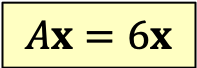 Ax = 6x